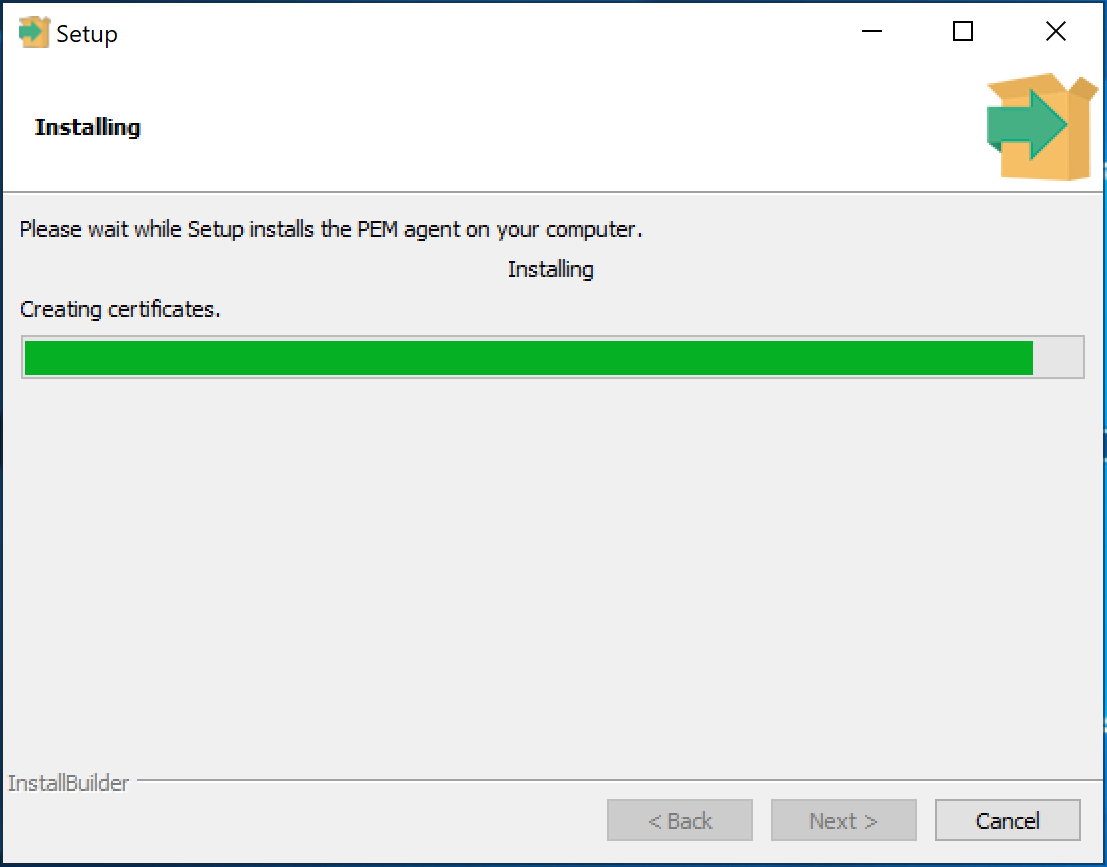 Setup
Installing
Please wait while Setup installs the PEM agent on your computer.
Installing
Creating certificates.
InstallBuilder
< Back
Next >
Cancel